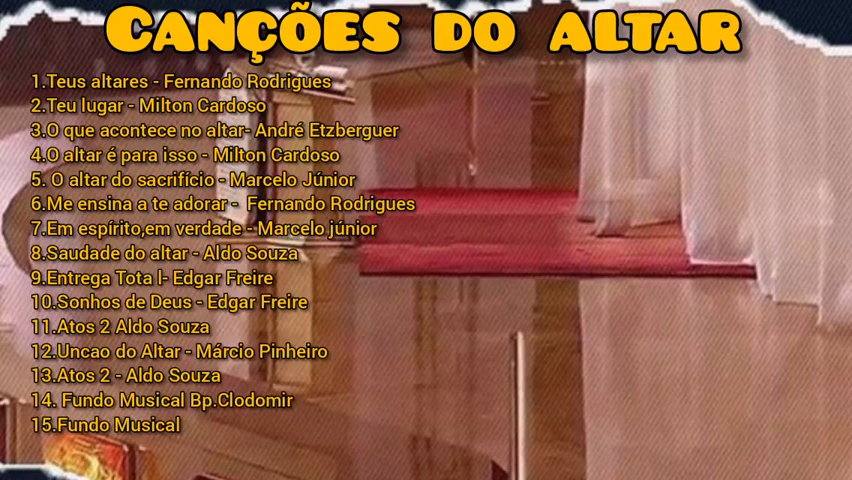 CANÇÕES DO ALTAR
1.Teus altares - Fernando Rodrigues
2.Teu lugar - Milton Cardoso
3.O que acontece no altar- André Etzberguer
4.O altar é para isso - Milton Cardoso
5. O altar do sacrifício - Marcelo Júnior
6.Me ensina a te adorar - Fernando Rodrigues
7.Em espírito,em verdade - Marcelo júnior
8.Saudade do altar - Aldo Souza
9.Entrega Tota l- Edgar Freire
10.Sonhos de Deus - Edgar Freire
11.Atos 2 Aldo Souza
12.Uncao do Altar - Márcio Pinheiro
13.Atos 2 - Aldo Souza
14. Fundo Musical Bp.Clodomir
15.Fundo Musical